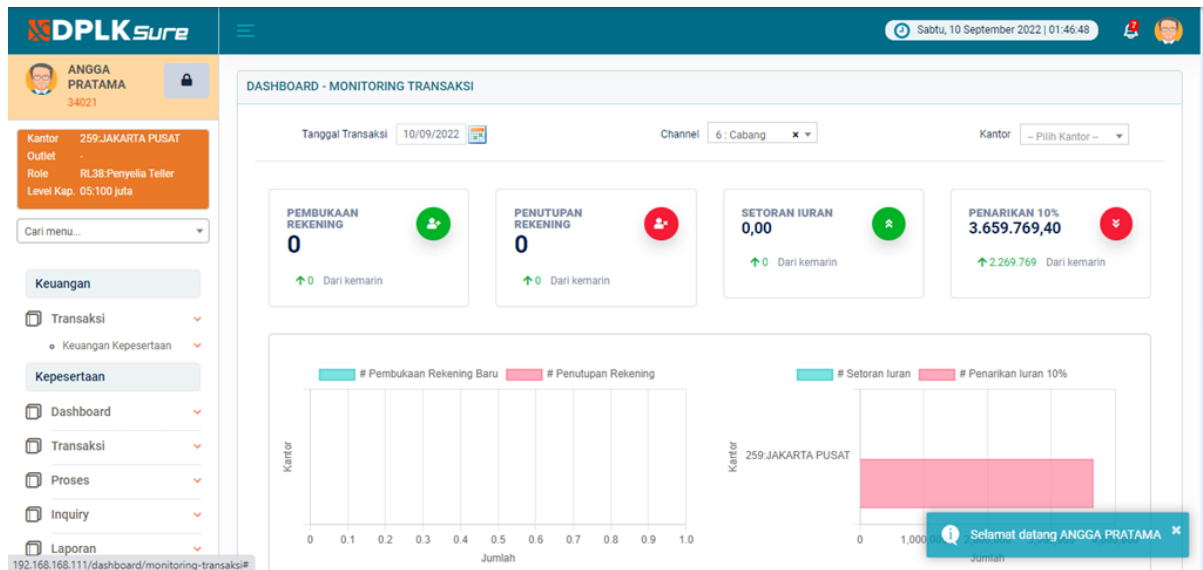 DPLKSure
Sabtu, 10 September 2022 | 01:46:48
7
ANGGA
PRATAMA
34021
Kantor 259:JAKARTA PUSAT
Outlet -
Role RL38:Penyelia Teller
Level Kap. 05:100 juta
Cari menu...
Keuangan
Transaksi
Keuangan Kepesertaan
Kepesertaan
Dashboard
Transaksi
Proses
Inquiry
Laporan
192.168.168.111/dashboard/monitoring-transaksi#
DASHBOARD - MONITORING TRANSAKSI
Tanggal Transaksi 10/09/2022 Channel 6 : Cabang x Kantor -- Pilih Kantor --
PEMBUKAAN
REKENING
0
0 Dari kemarin
PENUTUPAN
REKENING
0
0 Dari kemarin
SETORAN IURAN
0,00
0 Dari kemarin
PENARIKAN 10%
3.659.769,40
2.269.769 Dari kemarin
# Pembukaan Rekening Baru # Penutupan Rekening
Kantor
0 0.1 0.2 0.3 0.4 0.5 0.6 0.7 0.8 0.9 1.0
Jumlah
# Setoran Iuran # Penarikan Iuran 10%
Kantor
259:JAKARTA PUSAT
0 1,000
Jumlah
Selamat datang ANGGA PRATAMA ×